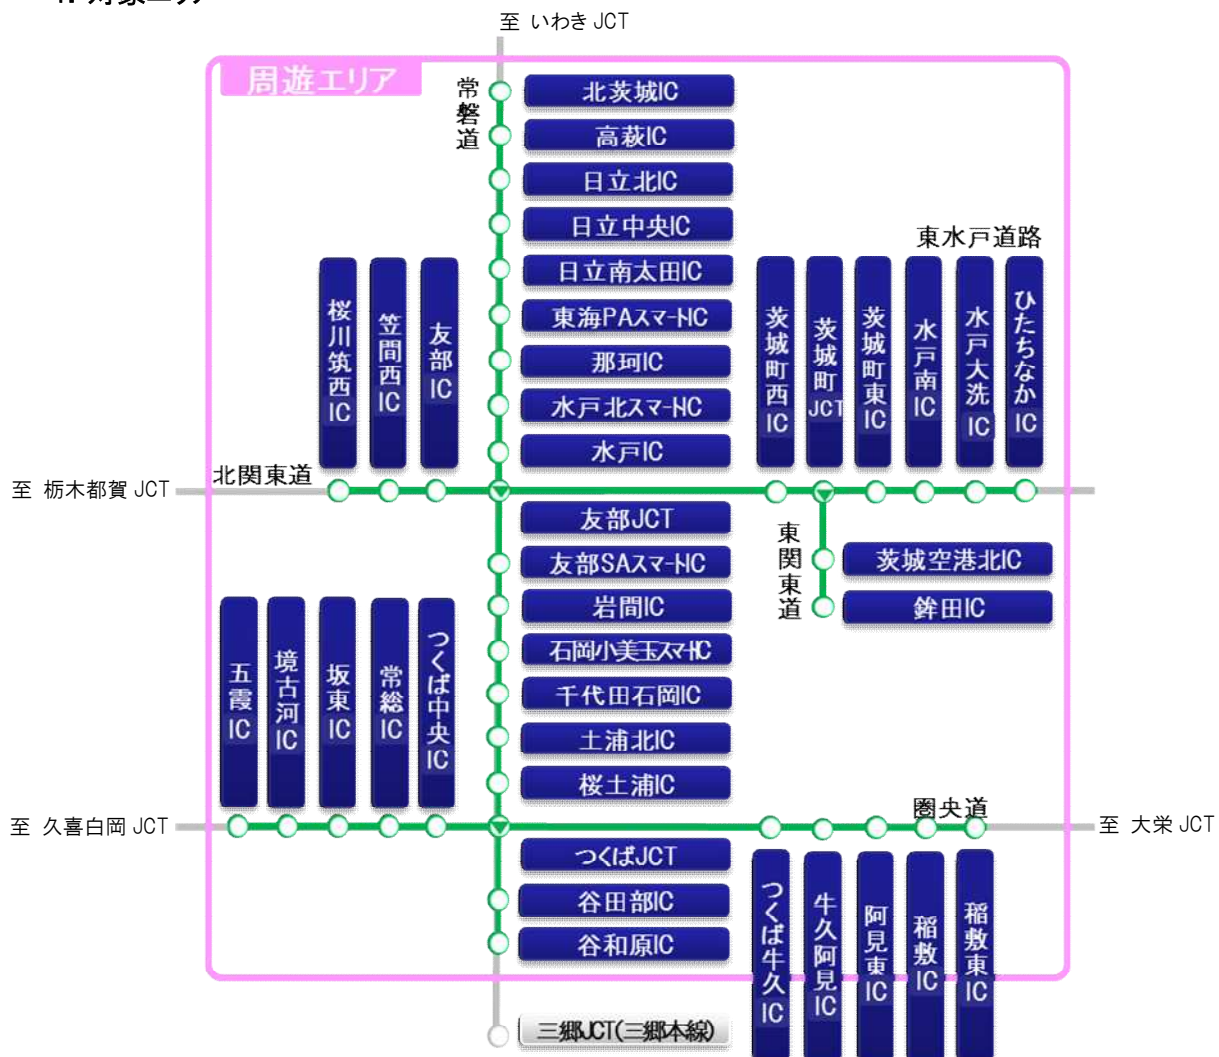 至 いわき JCT
周遊エリア
常磐道
北茨城IC
高萩IC
日立北IC
日立中央IC
日立南太田IC
東海PAスマートIC
那珂IC
水戸北スマートIC
水戸IC
東水戸道路
桜川筑西IC
笠間西IC
友部IC
茨城町西IC
茨城町JCT
茨城町東IC
水戸南IC
水戸大洗IC
ひたちなかIC
北関東道
至 栃木都賀 JCT
友部JCT
友部SAスマートIC
岩間IC
石岡小美玉スマートIC
千代田石岡IC
土浦北IC
桜土浦IC
東関東道
茨城空港北IC
鉾田IC
五霞IC
境古河IC
坂東IC
常総IC
つくば中央IC
圏央道
至 久喜白岡 JCT
至 大栄 JCT
つくばJCT
谷田部IC
谷和原IC
つくば牛久IC
牛久阿見IC
阿見東IC
稲敷IC
稲敷東IC
三郷JCT(三郷本線)